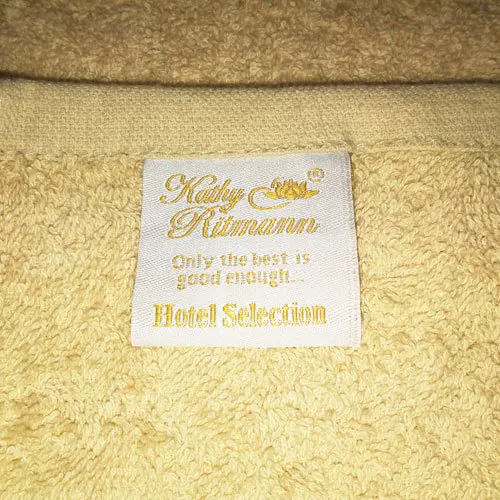 Kathy ®
Ritmann
Only the best is
good enough...
Hotel Selection